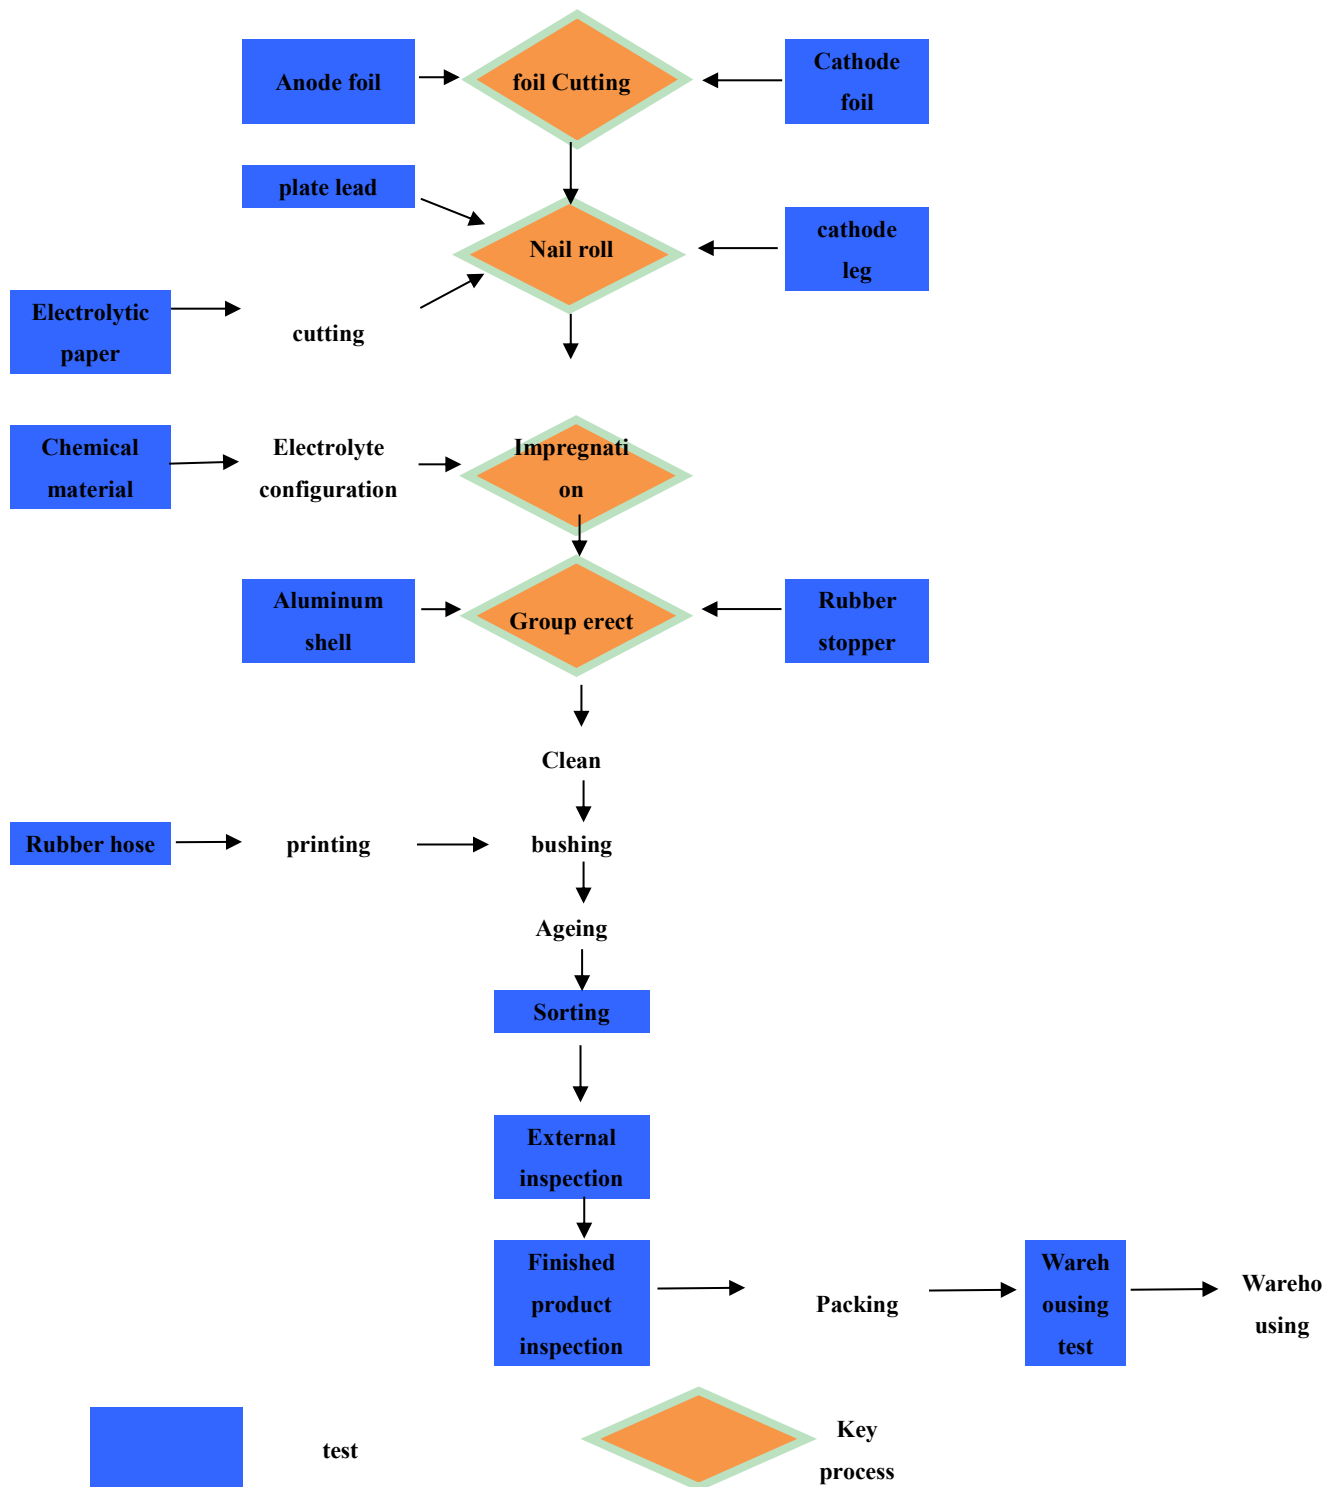 Anode foil
foil Cutting
Cathode
foil
plate lead
Nail roll
cathode
leg
Electrolytic
paper
cutting
Chemical
material
Electrolyte
configuration
Impregnati
on
Aluminum
shell
Group erect
Rubber
stopper
Clean
Rubber hose
printing
bushing
Ageing
Sorting
External
inspection
Finished
product
inspection
Packing
Wareh
ousing
test
Wareho
using
test
Key
process